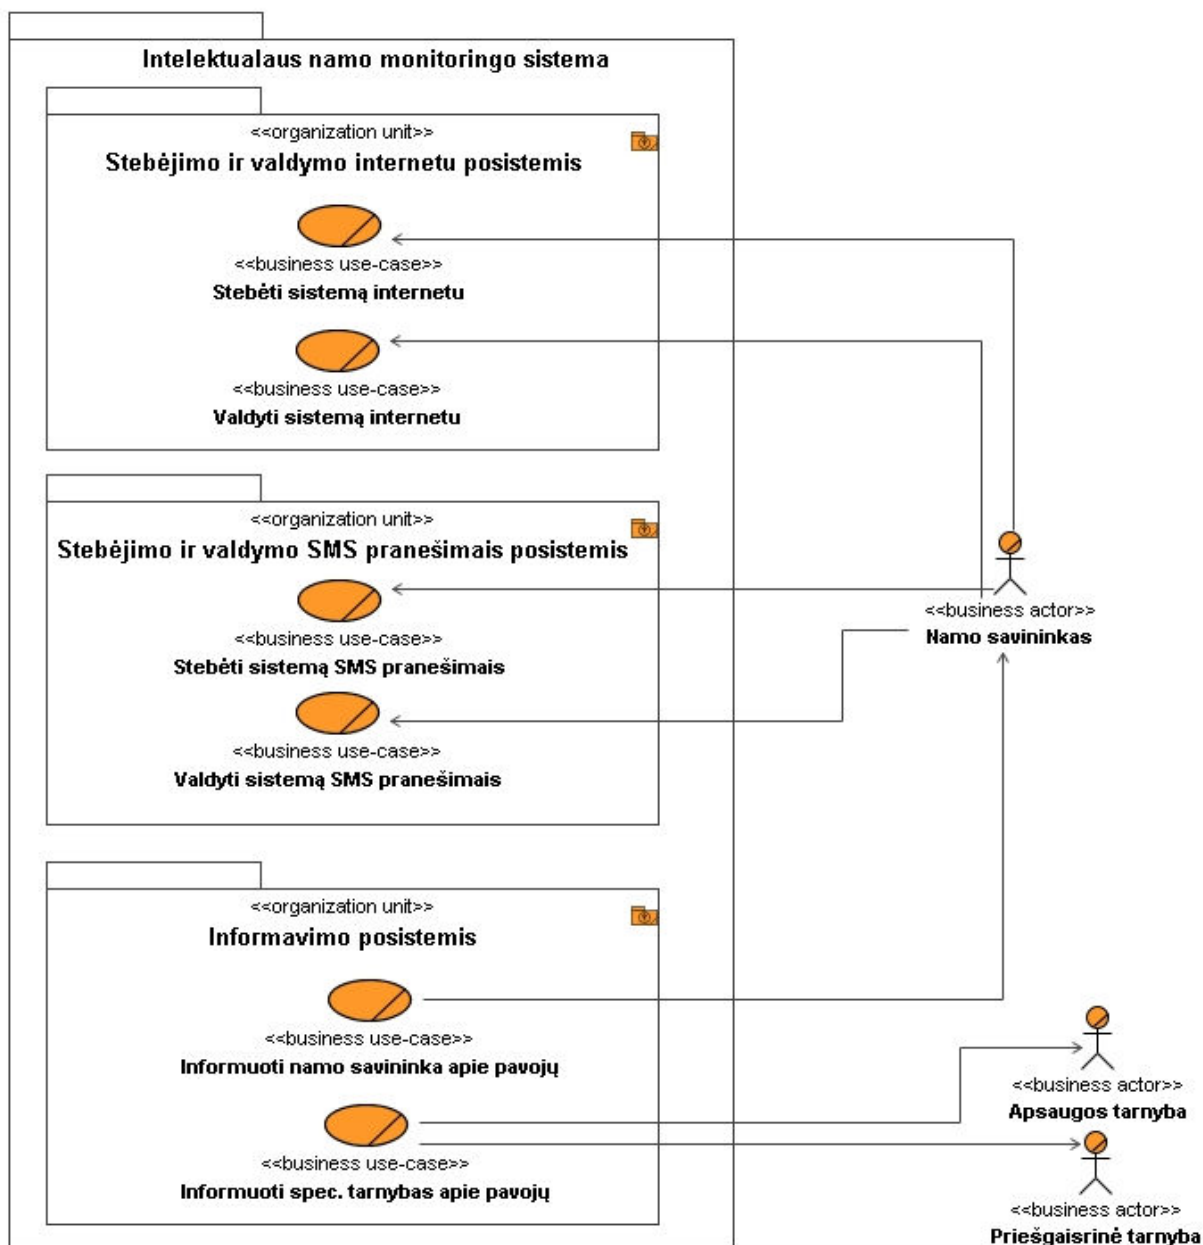 Intelektualaus namo monitoringo sistema
<<organization unit>>
Stebėjimo ir valdymo internetu posistemis
<<business use-case>>
Stebėti sistemą internetu
<<business use-case>>
Valdyti sistemą internetu
<<organization unit>>
Stebėjimo ir valdymo SMS pranešimais posistemis
<<business use-case>>
Stebėti sistemą SMS pranešimais
<<business use-case>>
Valdyti sistemą SMS pranešimais
<<business actor>>
Namo savininkas
<<organization unit>>
Informavimo posistemis
<<business use-case>>
Informuoti namo savininka apie pavojų
<<business use-case>>
Informuoti spec. tarnybas apie pavojų
<<business actor>>
Apsaugos tarnyba
<<business actor>>
Priešgaisrinė tarnyba